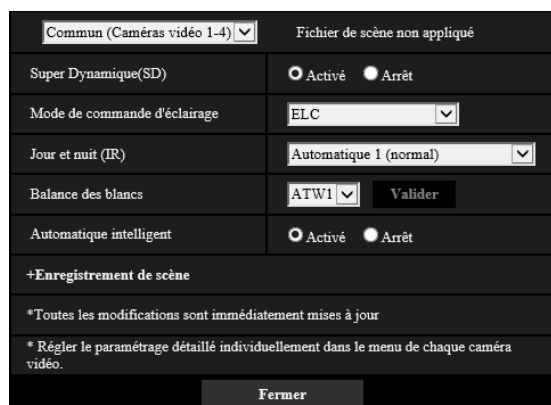 Commun (Caméras vidéo 1-4) Fichier de scène non appliqué
Super Dynamique(SD) Activé Arrêt
Mode de commande d'éclairage ELC
Jour et nuit (IR) Automatique 1 (normal)
Balance des blancs ATW1 Valider
Automatique intelligent Activé Arrêt
+Enregistrement de scène
*Toutes les modifications sont immédiatement mises à jour
* Régler le paramétrage détaillé individuellement dans le menu de chaque caméra
vidéo.
Fermer